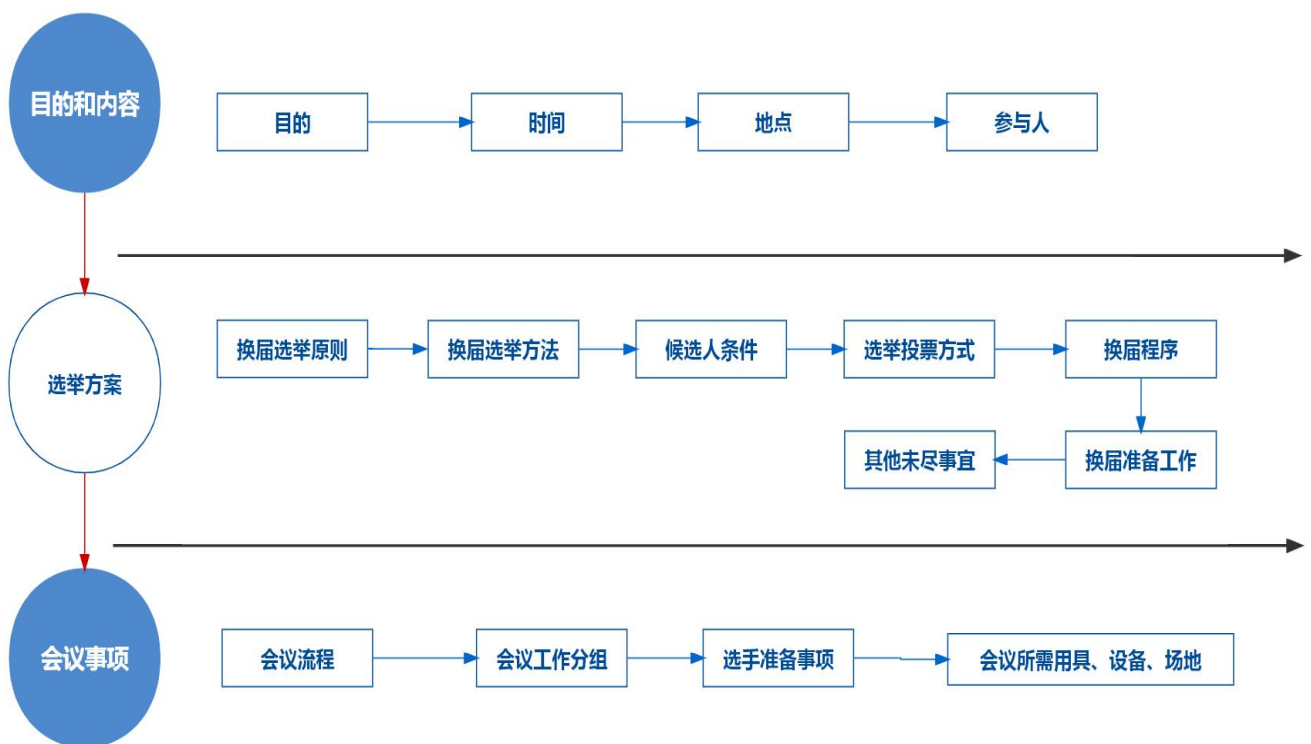 目的和内容
目的
时间
地点
参与人
选举方案
换届选举原则
换届选举方法
候选人条件
选举投票方式
换届程序
换届准备工作
其他未尽事宜
会议事项
会议流程
会议工作分组
选手准备事项
会议所需用具、设备、场地